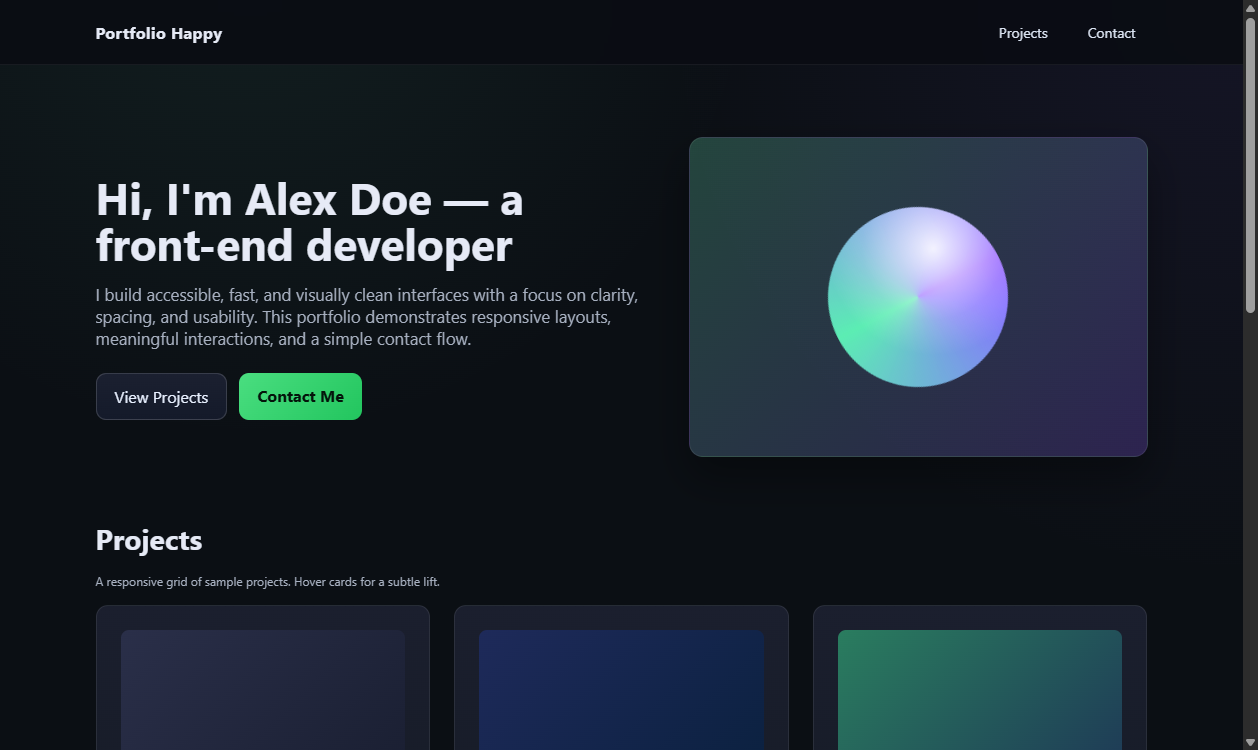 Portfolio Happy
Projects
Contact
Hi, I'm Alex Doe — a
front-end developer
I build accessible, fast, and visually clean interfaces with a focus on clarity,
spacing, and usability. This portfolio demonstrates responsive layouts,
meaningful interactions, and a simple contact flow.
View Projects
Contact Me
Projects
A responsive grid of sample projects. Hover cards for a subtle lift.